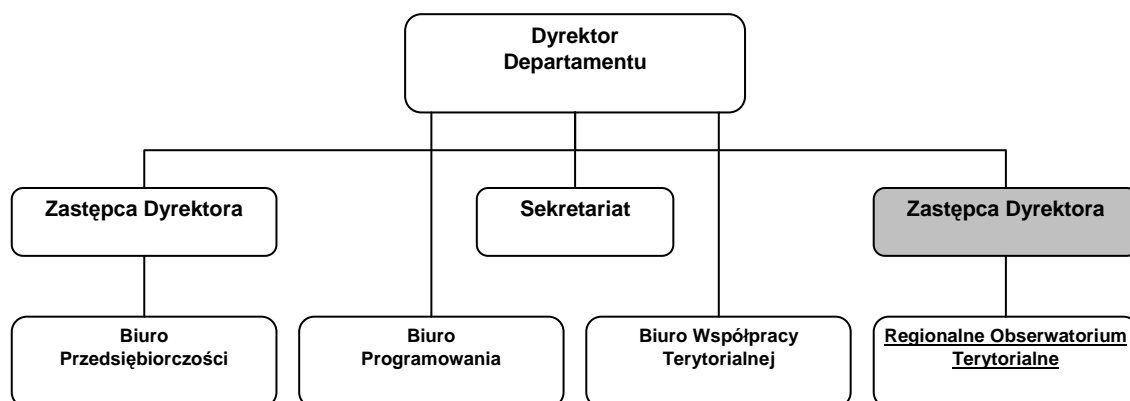 Dyrektor
Departamentu
Zastępca Dyrektora
Sekretariat
Zastępca Dyrektora
Biuro
Przedsiębiorczości
Biuro
Programowania
Biuro Współpracy
Terytorialnej
Regionalne Obserwatorium
Terytorialne